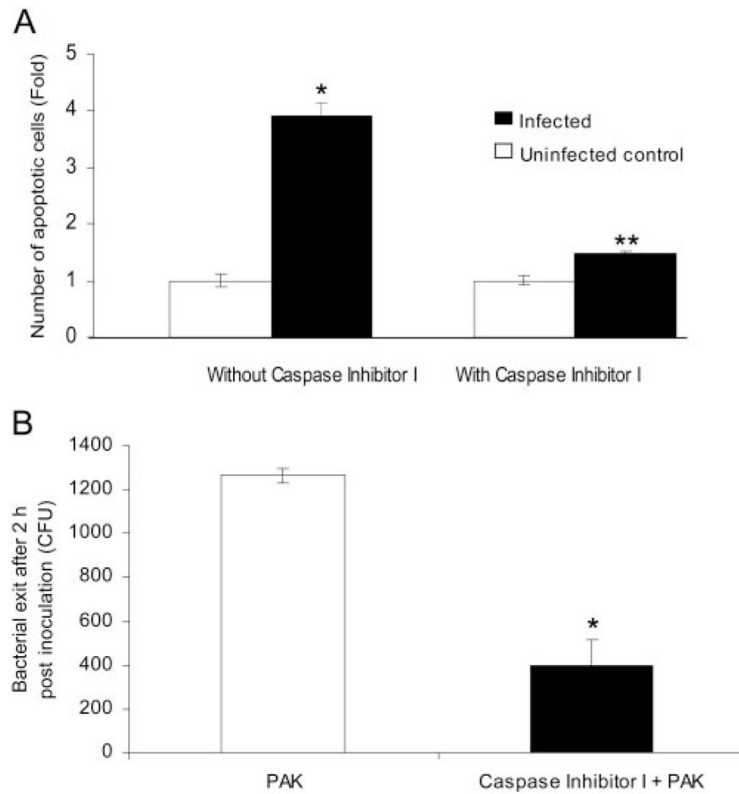 A
Number of apoptotic cells (Fold)
5
4
3
2
1
0
*
**
Infected
Uninfected control
Without Caspase Inhibitor I
With Caspase Inhibitor I
B
Bacterial exit after 2 h
post inoculation (CFU)
1400
1200
1000
800
600
400
200
0
*
PAK
Caspase Inhibitor I + PAK